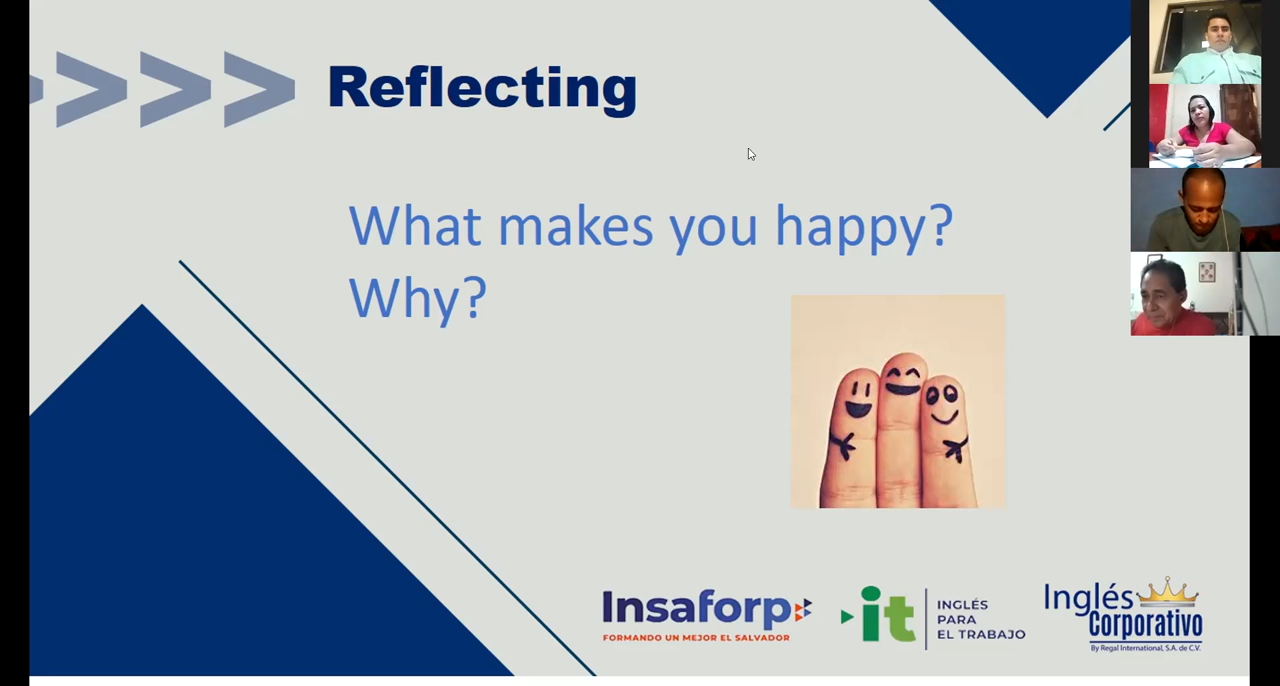 Reflecting
What makes you happy?
Why?
Insaforp
FORMANDO UN MEJOR EL SALVADOR
it
INGLÉS
PARA
EL TRABAJO
Inglés
Corporativo
By Regal International, S.A. de C.V.